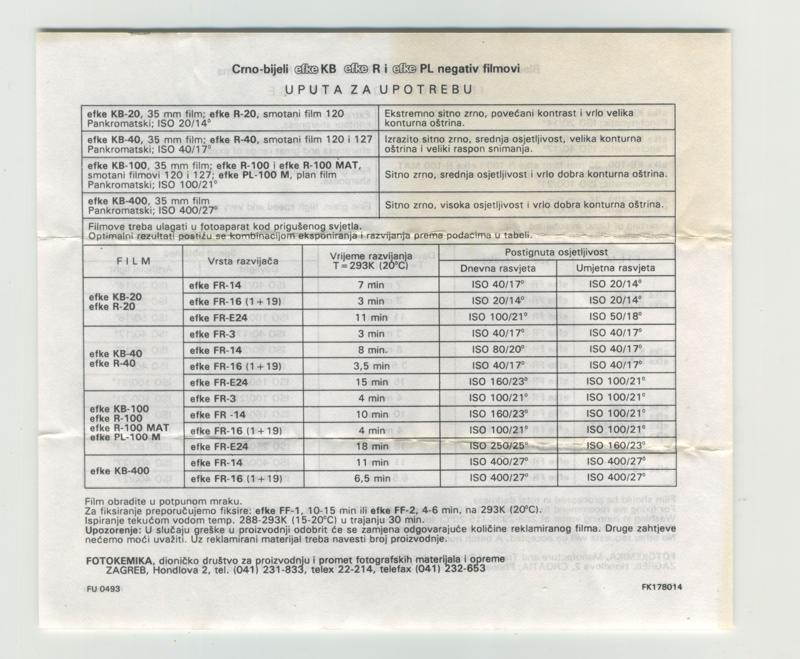 Crno-bijeli efke KB efke R i efke PL negativ filmovi
UPUTA ZA UPOTREBU
efke KB-20, 35 mm film; efke R-20, smotani film 120
Pankromatski; ISO 20/14°
Ekstremno sitno zrno, povećani kontrast i vrlo velika
konturna oštrina.
efke KB-40, 35 mm film; efke R-40, smotani film 120 i 127
Pankromatski; ISO 40/17°
Izrazito sitno zrno, srednja osjetljivost, velika konturna
oštrina i veliki raspon snimanja.
efke KB-100, 35 mm film; efke R-100 i efke R-100 MAT,
smotani filmovi 120 i 127; efke PL-100 M, plan film
Pankromatski; ISO 100/21°
Sitno zrno, srednja osjetljivost i vrlo dobra konturna oštrina.
efke KB-400, 35 mm film
Pankromatski; ISO 400/27°
Sitno zrno, visoka osjetljivost i vrlo dobra konturna oštrina.
Filmove treba ulagati u fotoaparat kod prigušenog svjetla.
Optimalni rezultati postižu se kombinacijom eksponiranja i razvijanja prema podacima u tabeli.
FILM Vrsta razvijača Vrijeme razvijanja T=293K (20°C) Postignuta osjetljivost
Dnevna rasvjeta Umjetna rasvjeta
efke KB-20
efke R-20
efke FR-14 7 min ISO 40/17° ISO 20/14°
efke FR-16 (1+19) 3 min ISO 20/14° ISO 20/14°
efke FR-E24 11 min ISO 100/21° ISO 50/18°
efke KB-40
efke R-40
efke FR-3 3 min ISO 40/17° ISO 40/17°
efke FR-14 8 min. ISO 80/20° ISO 40/17°
efke FR-16 (1+19) 3,5 min ISO 40/17° ISO 40/17°
efke FR-E24 15 min ISO 160/23° ISO 100/21°
efke KB-100
efke R-100
efke R-100 MAT
efke PL-100 M
efke FR-3 4 min ISO 100/21° ISO 100/21°
efke FR -14 10 min ISO 160/23° ISO 100/21°
efke FR-16 (1+19) 4 min ISO 100/21° ISO 100/21°
efke FR-E24 18 min ISO 250/25° ISO 160/23°
efke KB-400
efke FR-14 11 min ISO 400/27° ISO 400/27°
efke FR-16 (1+19) 6,5 min ISO 400/27° ISO 400/27°
Film obradite u potpunom mraku.
Za fiksiranje preporučujemo fiksire: efke FF-1, 10-15 min ili efke FF-2, 4-6 min, na 293K (20°C).
Ispiranje tekućom vodom temp. 288-293K (15-20°C) u trajanju 30 min.
Upozorenje: U slučaju greške u proizvodnji odobrit će se zamjena odgovarajuće količine reklamiranog filma. Druge zahtjeve
nećemo moći uvažiti. Uz reklamirani materijal treba navesti broj proizvodnje.
FOTOKEMIKA, dioničko društvo za proizvodnju i promet fotografskih materijala i opreme
ZAGREB, Hondlova 2, tel. (041) 231-833, telex 22-214, telefax (041) 232-653
FU 0493
FK178014